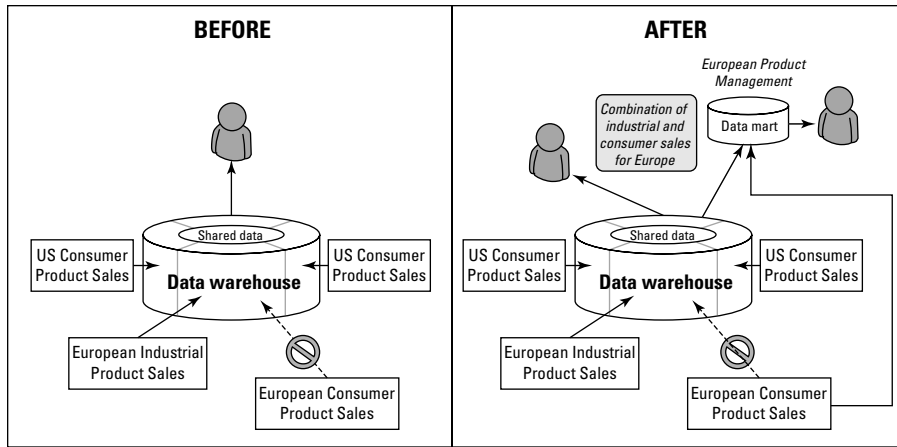 BEFORE
Shared data
US Consumer
Product Sales
Data warehouse
US Consumer
Product Sales
European Industrial
Product Sales
European Consumer
Product Sales
AFTER
European Product
Management
Combination of
industrial and
consumer sales
for Europe
Data mart
Shared data
US Consumer
Product Sales
Data warehouse
US Consumer
Product Sales
European Industrial
Product Sales
European Consumer
Product Sales